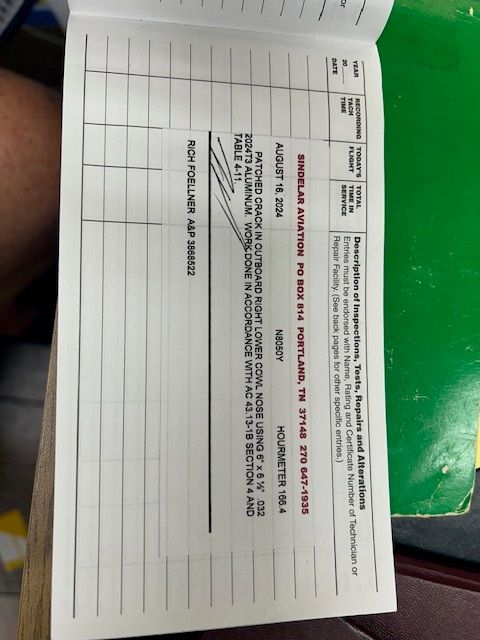 YEAR
20
DATE
RECORDING
TACH
TIME
TODAY'S
FLIGHT
TOTAL
TIME IN
SERVICE
Description of Inspections, Tests, Repairs and Alterations
Entries must be endorsed with Name, Rating and Certificate Number of Technician or
Repair Facility. (See back pages for other specific entries.)
SINDELAR AVIATION PO BOX 814 PORTLAND, TN 37148 270 647-1935
AUGUST 16, 2024 N8050Y HOURMETER 166.4
PATCHED CRACK IN OUTBOARD RIGHT LOWER COWL NOSE USING 6" x 6 ½" .032
2024T3 ALUMINUM. WORK DONE IN ACCORDANCE WITH AC 43.13-1B SECTION 4 AND
TABLE 4-11.
RICH FOELLNER A&P 3868522